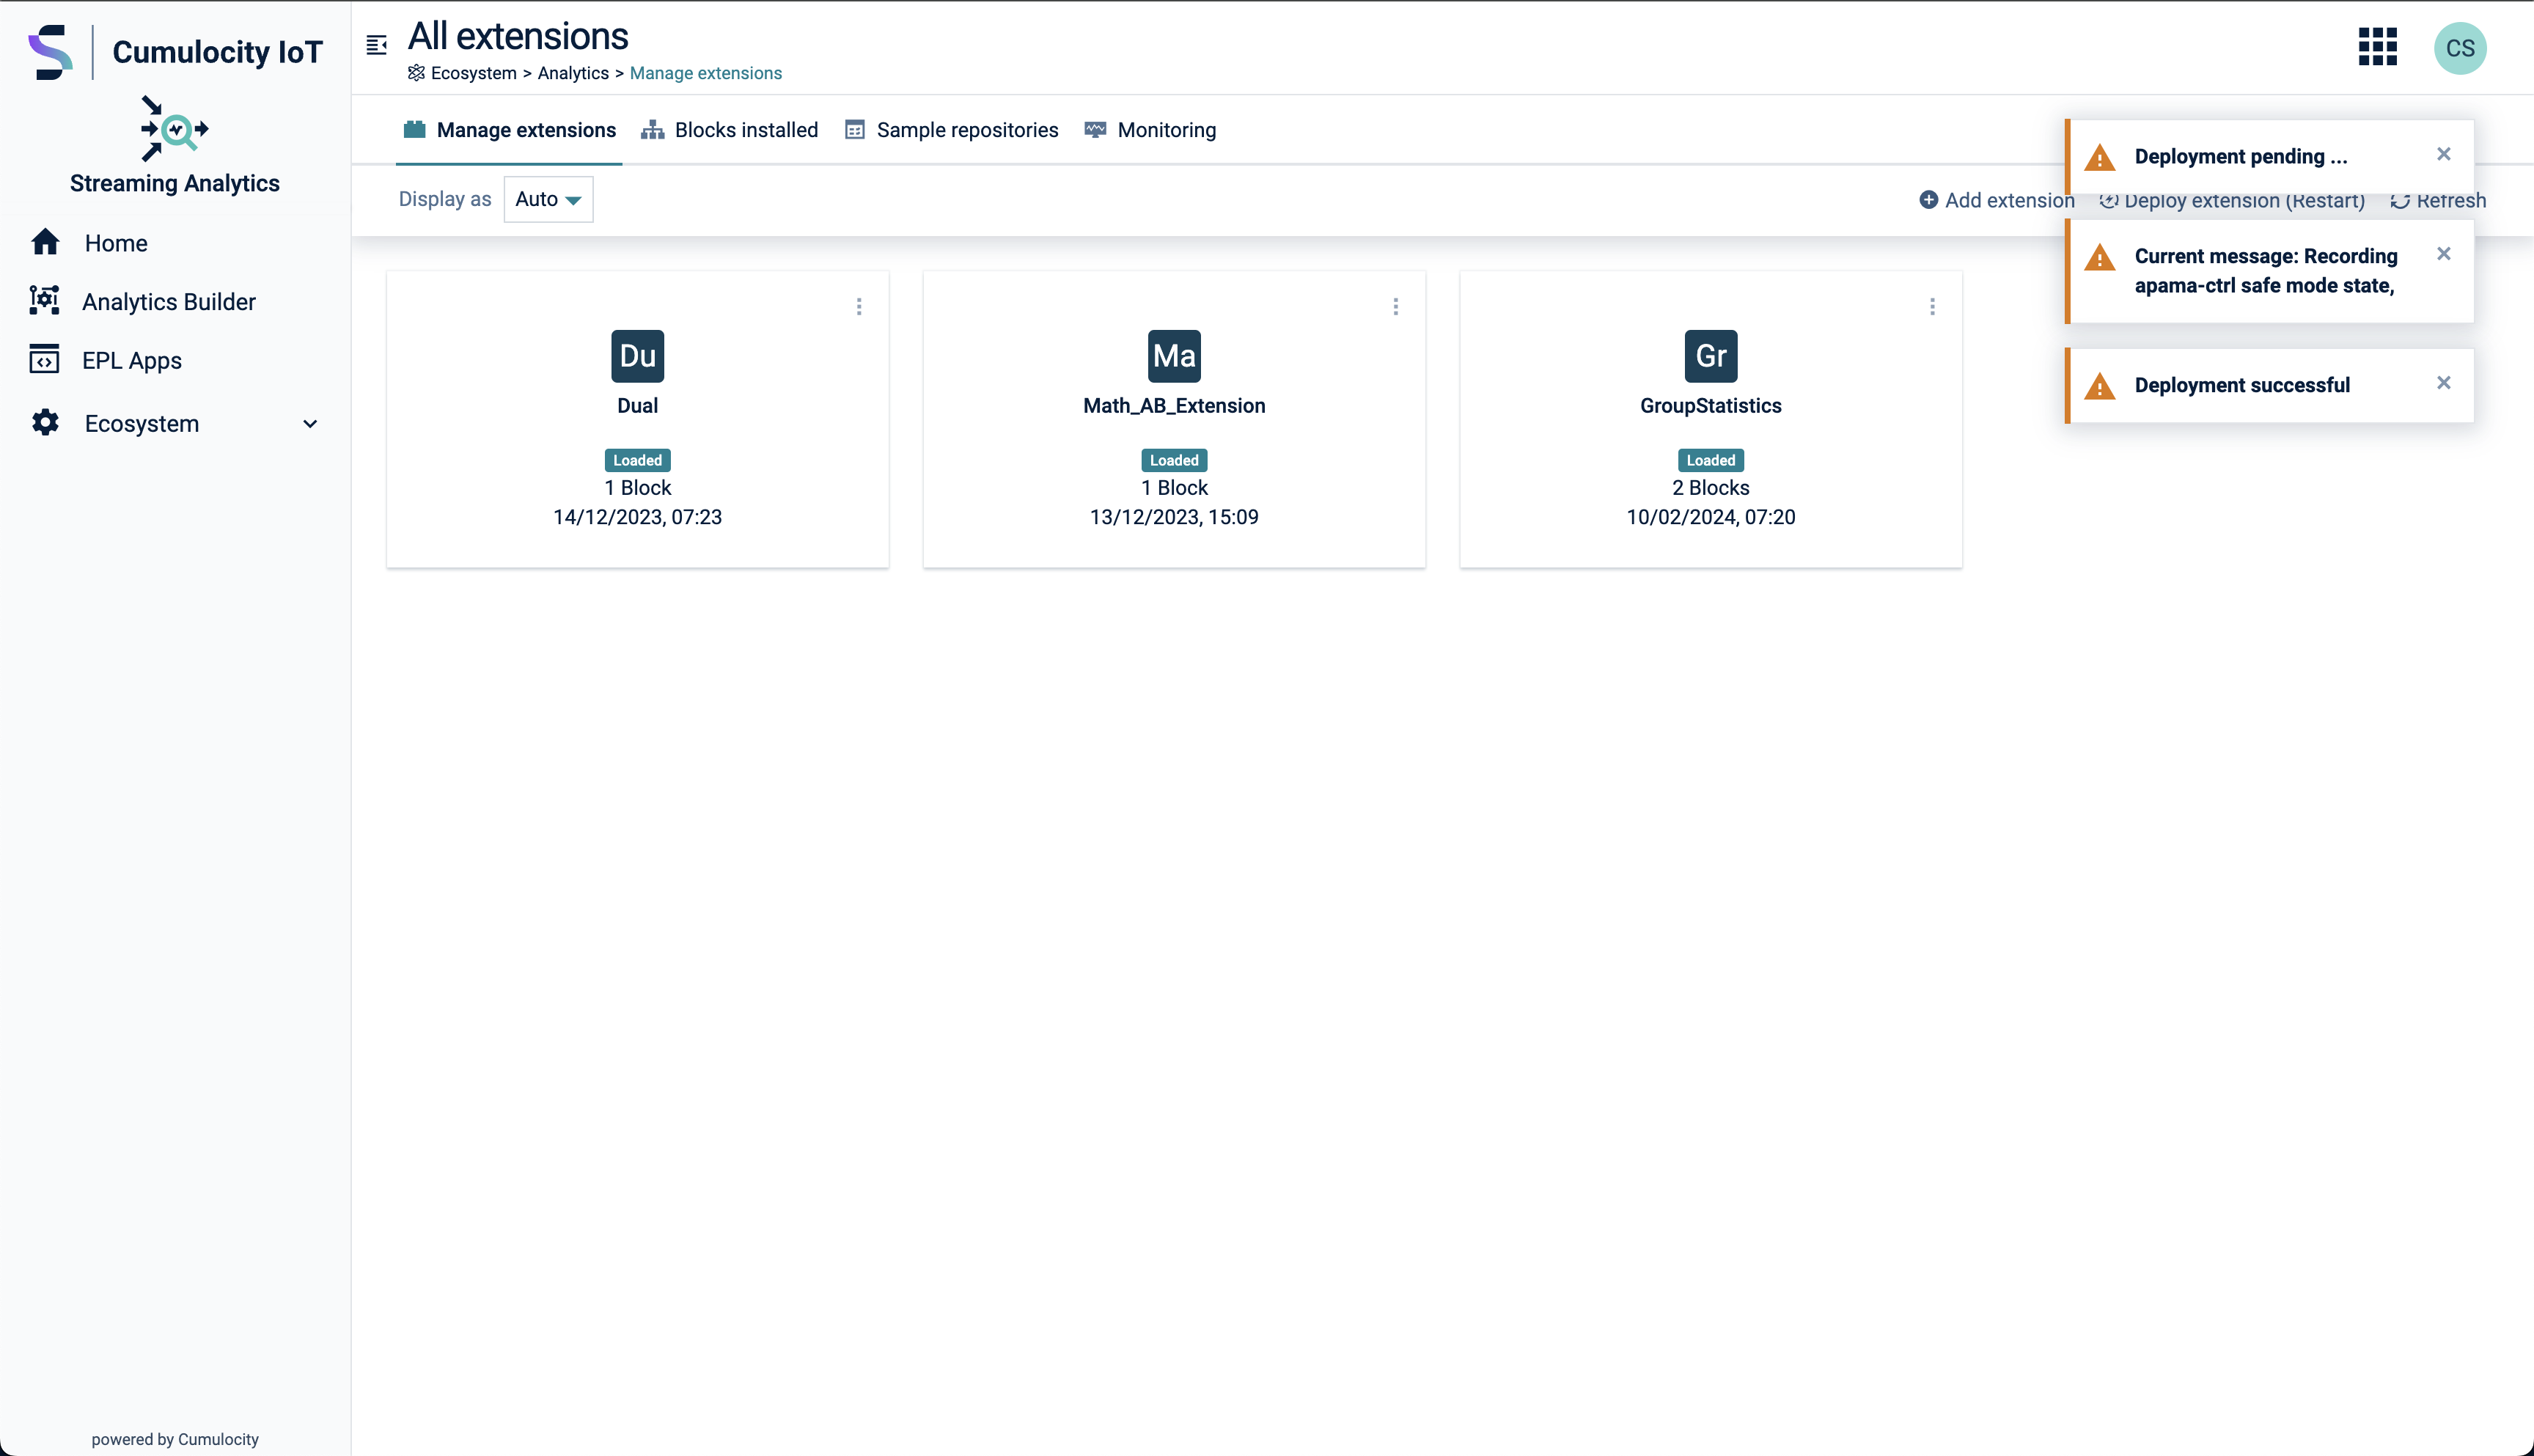 Cumulocity IoT
Streaming Analytics
Home
Analytics Builder
EPL Apps
Ecosystem
powered by Cumulocity
All extensions
Ecosystem > Analytics > Manage extensions
CS
Manage extensions
Blocks installed
Sample repositories
Monitoring
Display as
Auto
Add extension
Deploy extension (Restart)
Refresh
Deployment pending ...
Current message: Recording
apama-ctrl safe mode state,
Deployment successful
Du
Dual
Loaded
1 Block
14/12/2023, 07:23
Ma
Math_AB_Extension
Loaded
1 Block
13/12/2023, 15:09
Gr
GroupStatistics
Loaded
2 Blocks
10/02/2024, 07:20